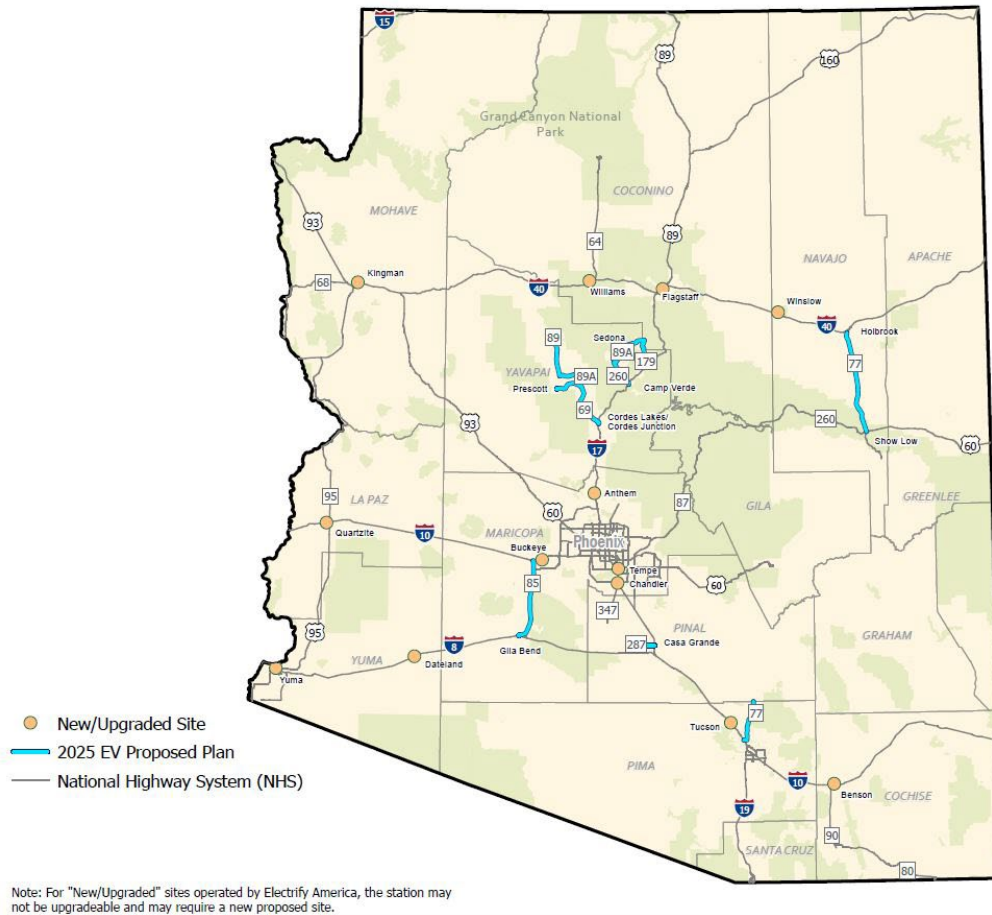 15
89
160
Grand Canyon National
Park
COCONINO
MOHAVE
93
64
89
NAVAJO
APACHE
68
Kingman
40
Williams
Flagstaff
Winslow
40
Holbrook
89
Sedona
89A
179
77
YAVAPAI
89A
260
Prescott
Camp Verde
69
Cordes Lakes/
Cordes Junction
260
Show Low
60
93
17
95
LA PAZ
Anthem
87
GILA
GREENLEE
60
Quartzite
10
MARICOPA
Phoenix
Buckeye
Tempe
Chandler
60
85
347
95
8
PINAL
GRAHAM
YUMA
Gila Bend
287
Casa Grande
Dateland
Yuma
77
Tucson
New/Upgraded Site
2025 EV Proposed Plan
National Highway System (NHS)
PIMA
10
Benson
COCHISE
19
90
SANTA CRUZ
80
Note: For "New/Upgraded" sites operated by Electrify America, the station may
not be upgradeable and may require a new proposed site.